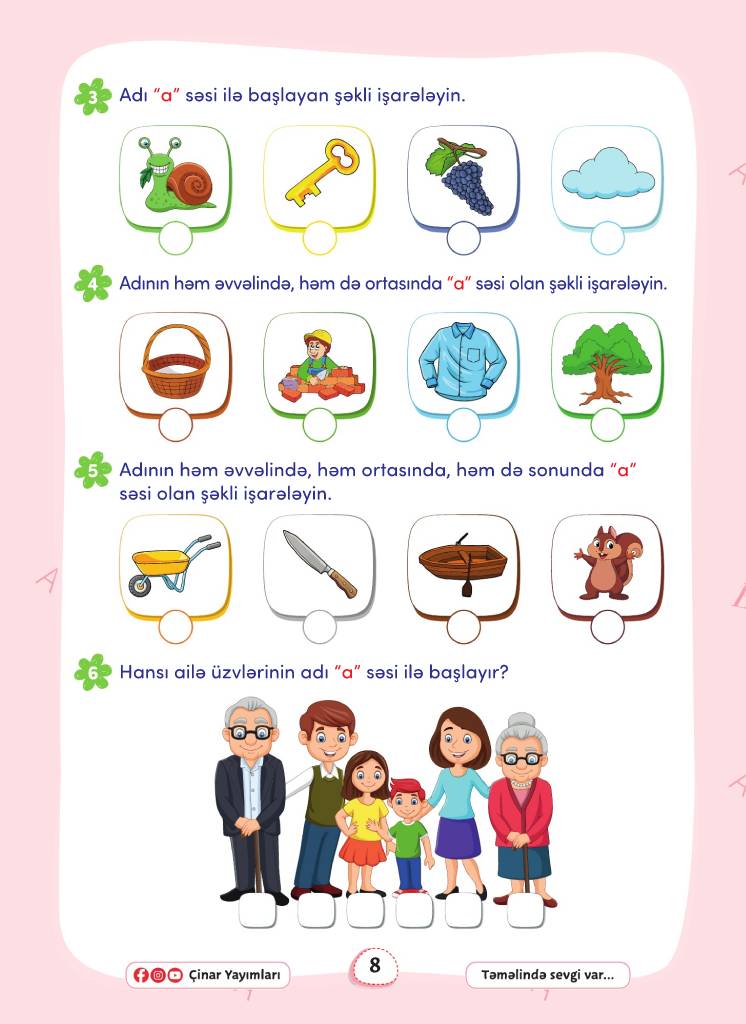 3 Adı "a" səsi ilə başlayan şəkli işarələyin.
4 Adının həm əvvəlində, həm də ortasında "a" səsi olan şəkli işarələyin.
5 Adının həm əvvəlində, həm ortasında, həm də sonunda "a"
səsi olan şəkli işarələyin.
A
6 Hansı ailə üzvlərinin adı "a" səsi ilə başlayır?
Çinar Yayımları
8
Təməlində sevgi var...